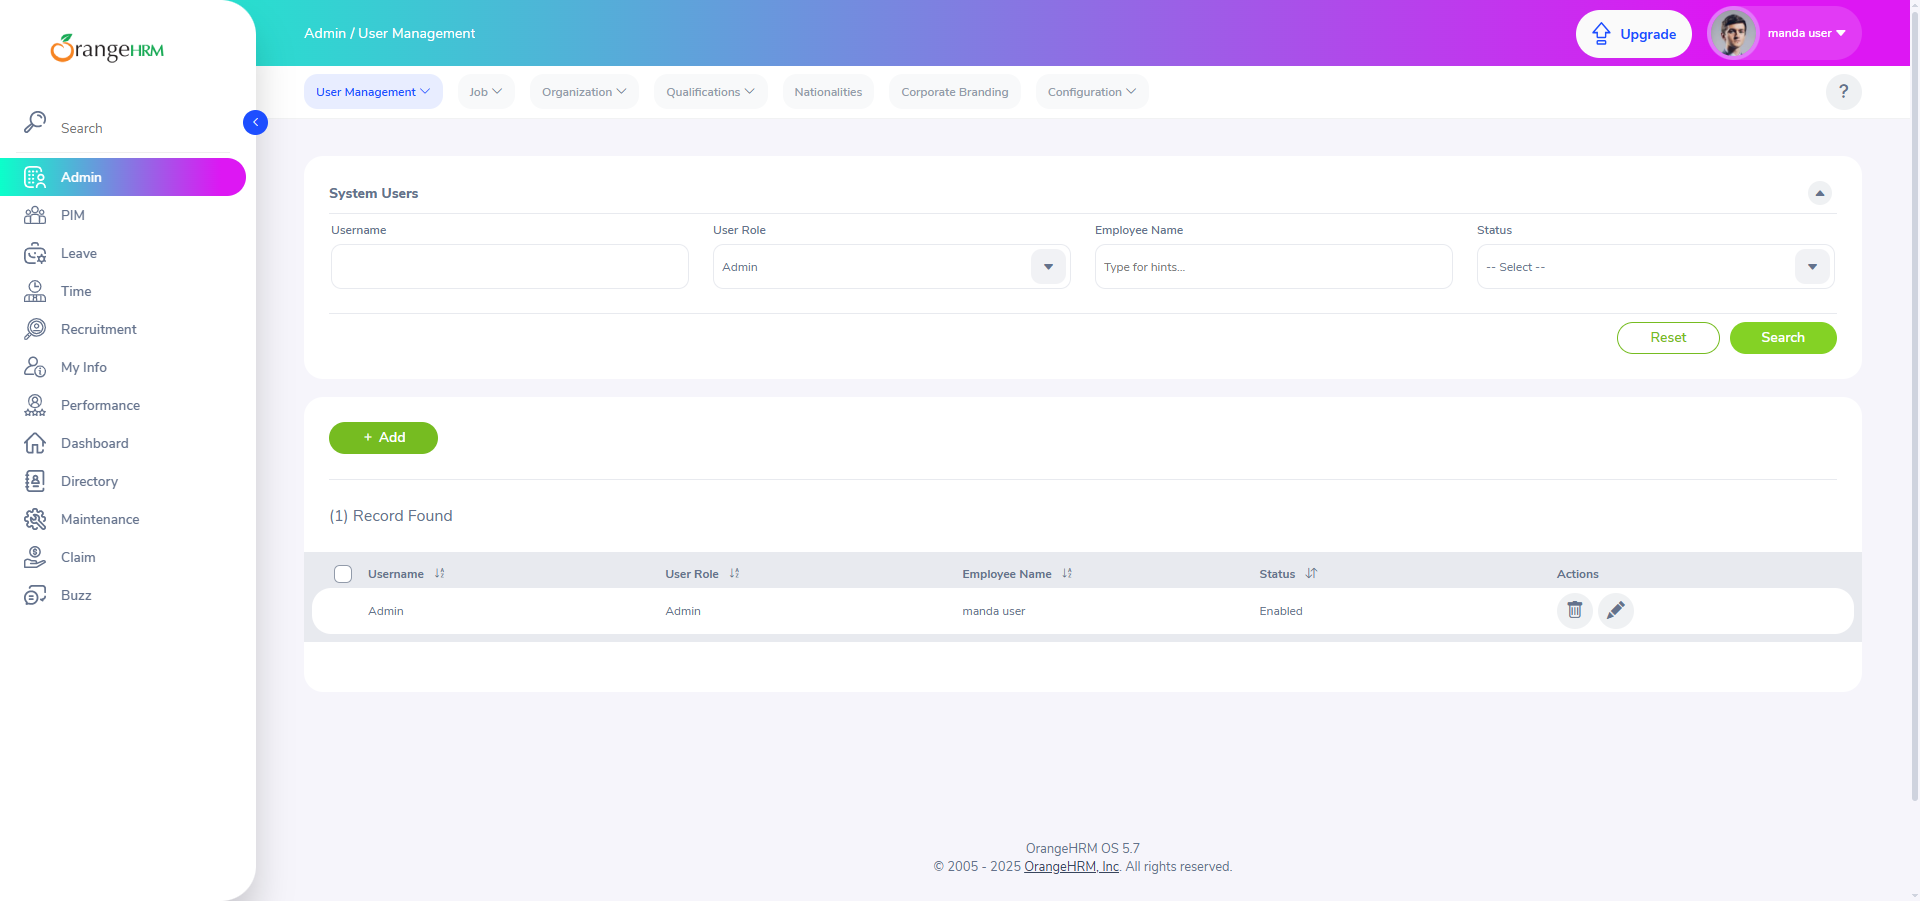 OrangeHRM
Admin / User Management
Upgrade
manda user
User Management
Job
Organization
Qualifications
Nationalities
Corporate Branding
Configuration
?
Search
Admin
PIM
Leave
Time
Recruitment
My Info
Performance
Dashboard
Directory
Maintenance
Claim
Buzz
System Users
Username
User Role
Employee Name
Status
Admin
Type for hints...
-- Select --
Reset
Search
+ Add
(1) Record Found
Username
User Role
Employee Name
Status
Actions
Admin
Admin
manda user
Enabled
OrangeHRM OS 5.7
© 2005 - 2025 OrangeHRM, Inc. All rights reserved.